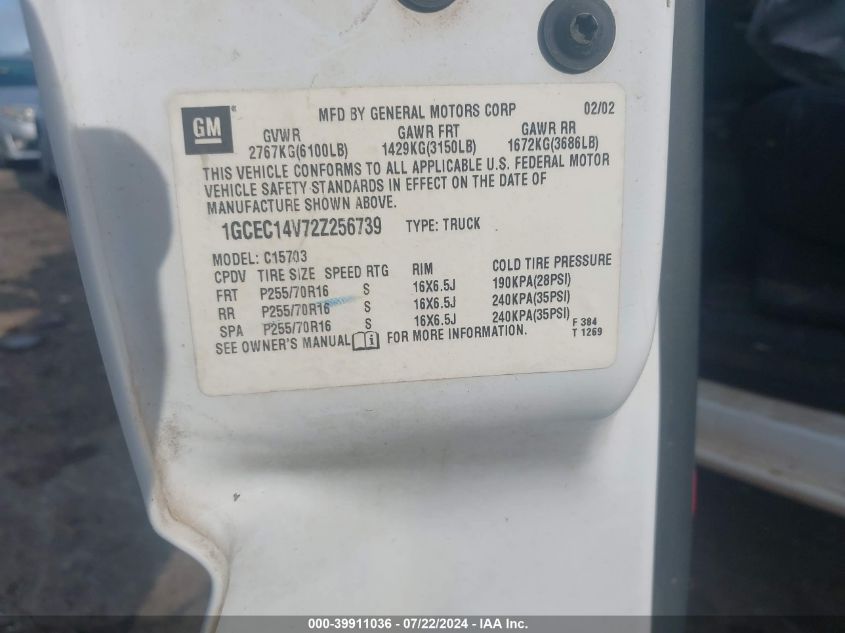 GM
MFD BY GENERAL MOTORS CORP 02/02
GVWR GAWR FRT GAWR RR
2767KG(6100LB) 1429KG(3150LB) 1672KG(3686LB)
THIS VEHICLE CONFORMS TO ALL APPLICABLE U.S. FEDERAL MOTOR
VEHICLE SAFETY STANDARDS IN EFFECT ON THE DATE OF
MANUFACTURE SHOWN ABOVE.
1GCEC14V72Z256739 TYPE: TRUCK
MODEL: C15703
CPDV TIRE SIZE SPEED RTG RIM COLD TIRE PRESSURE
FRT P255/70R16 S 16X6.5J 190KPA(28PSI)
RR P255/70R16 S 16X6.5J 240KPA(35PSI)
SPA P255/70R16 S 16X6.5J 240KPA(35PSI) F 384
SEE OWNER'S MANUAL FOR MORE INFORMATION. T 1269
000-39911036 - 07/22/2024 - IAA Inc.